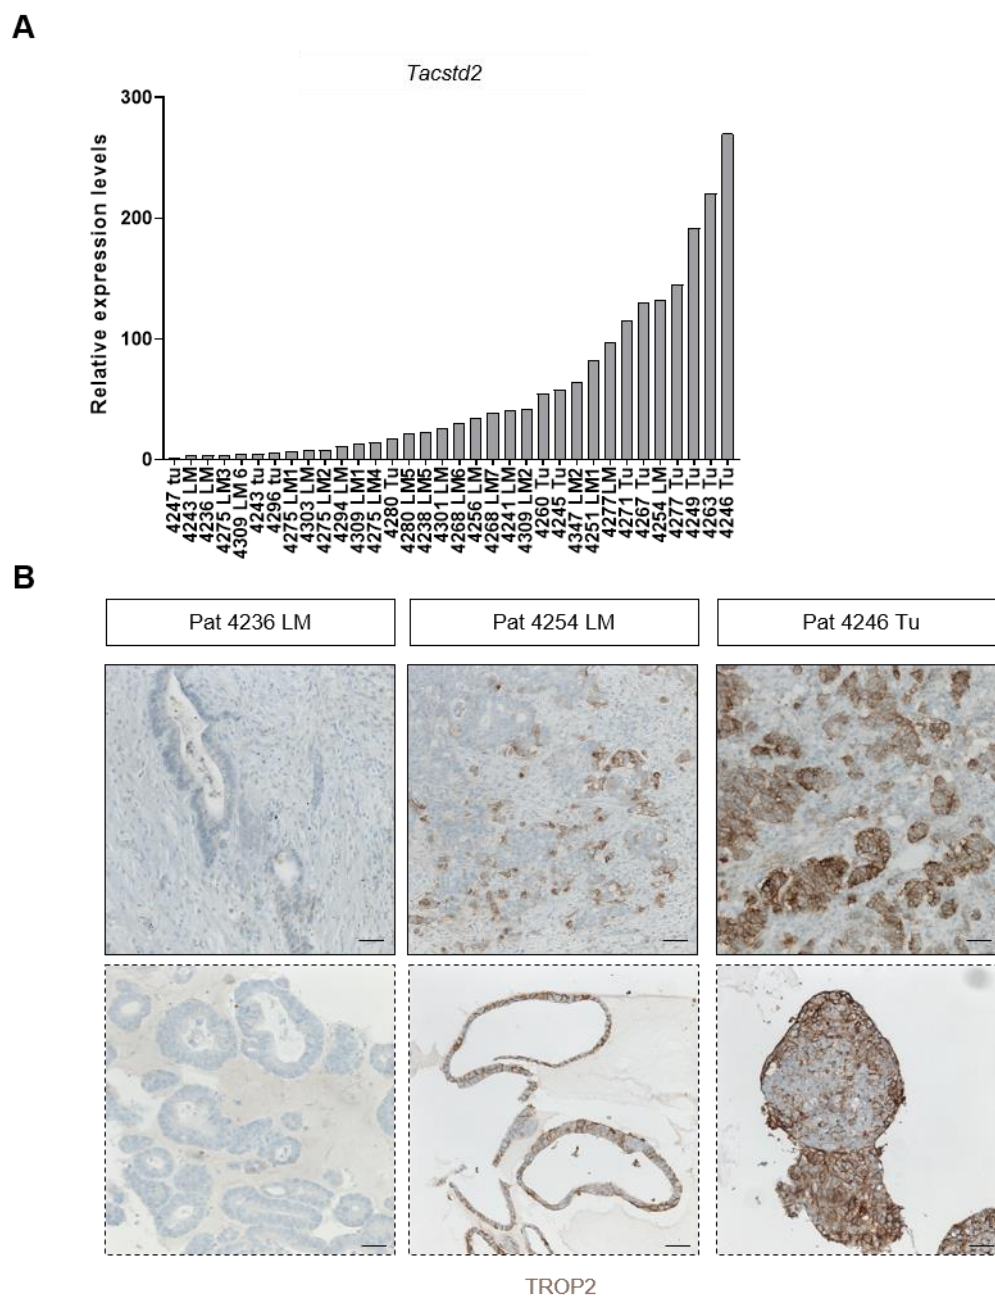 A
Tacstd2
Relative expression levels
300
200
100
0
4247 tu
4243 LM
4236 LM
4275 LM3
4309 LM 6
4243 tu
4296 tu
4275 LM1
4303 LM
4275 LM2
4294 LM
4309 LM1
4275 LM4
4280 Tu
4280 LM5
4238 LM5
4301 LM
4268 LM6
4256 LM
4268 LM7
4241 LM
4309 LM2
4260 Tu
4245 Tu
4347 LM2
4251 LM1
4277 LM
4271 Tu
4267 Tu
4254 LM
4277 Tu
4249 Tu
4263 Tu
4246 Tu
B
Pat 4236 LM
Pat 4254 LM
Pat 4246 Tu
TROP2